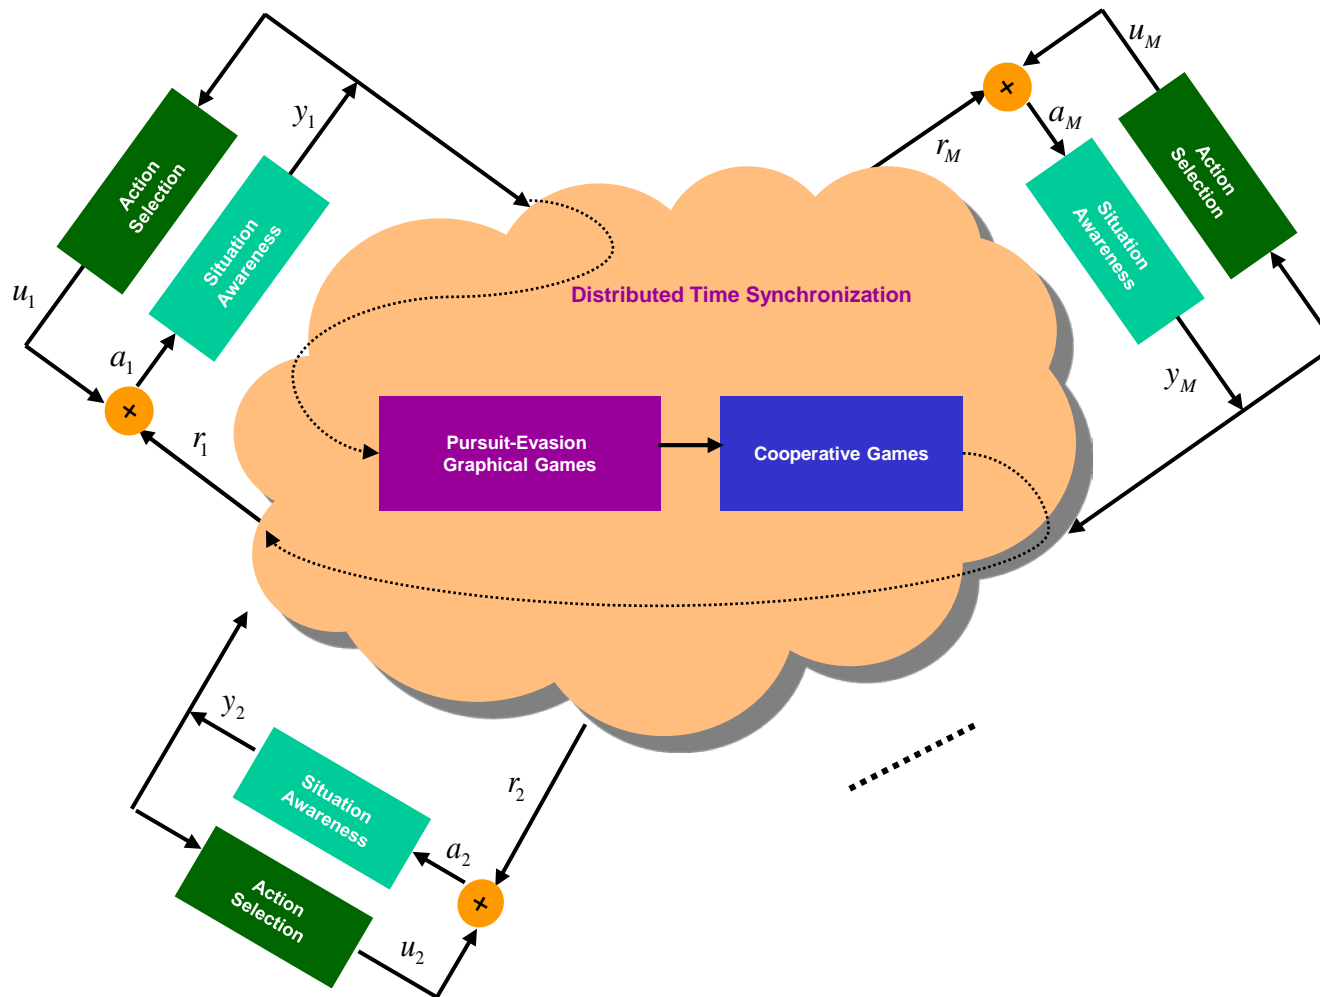 u_M
y_1
a_M
r_M
Action
Selection
Situation
Awareness
Action
Selection
Situation
Awareness
u_1
Distributed Time Synchronization
a_1
y_M
r_1
Pursuit-Evasion
Graphical Games
Cooperative Games
y_2
r_2
Situation
Awareness
a_2
Action
Selection
u_2